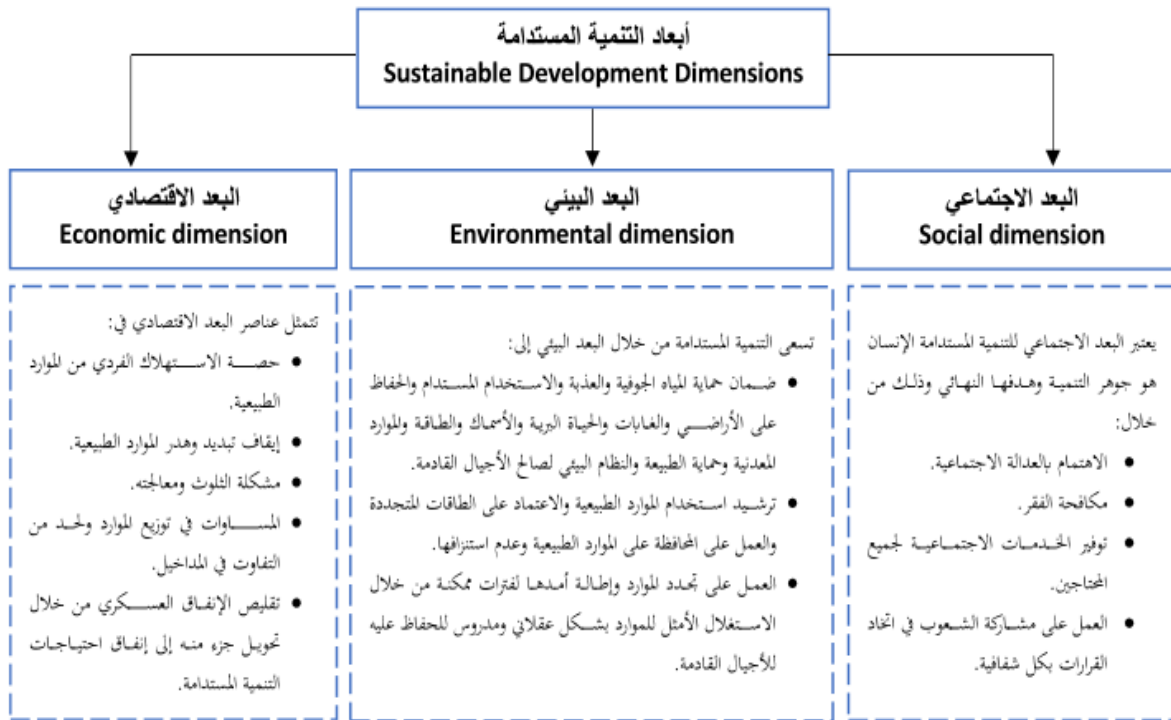 أبعاد التنمية المستدامة
Sustainable Development Dimensions
البعد الاجتماعي
Social dimension
يعتبر البعد الاجتماعي للتنمية المستدامة الإنسان
هو جوهر التنمية وهدفها النهائي وذلك من
خلال:
● الاهتمام بالعدالة الاجتماعية.
● مكافحة الفقر.
● توفير الخدمات الاجتماعية لجميع
المحتاجين.
● العمل على مشاركة الشعوب في اتخاد
القرارات بكل شفافية.
البعد البيئي
Environmental dimension
تسعى التنمية المستدامة من خلال البعد البيئي إلى:
● ضمان حماية المياه الجوفية والعذبة والاستخدام المستدام والحفاظ
على الأراضي والغابات والحياة البرية والأسماك والطاقة والموارد
المعدنية وحماية الطبيعة والنظام البيئي لصالح الأجيال القادمة.
● ترشيد استخدام الموارد الطبيعية والاعتماد على الطاقات المتجددة
والعمل على المحافظة على الموارد الطبيعية وعدم استنزافها.
● العمل على تجدد الموارد وإطالة أمدها لفترات ممكنة من خلال
الاستغلال الأمثل للموارد بشكل عقلاني ومدروس للحفاظ عليه
للأجيال القادمة.
البعد الاقتصادي
Economic dimension
تتمثل عناصر البعد الاقتصادي في:
● حصة الاستهلاك الفردي من الموارد
الطبيعية.
● إيقاف تبديد وهدر الموارد الطبيعية.
● مشكلة الثلوث ومعالجته.
● المساوات في توزيع الموارد ولحد من
التفاوت في المداخيل.
● تقليص الإنفاق العسكري من خلال
تحويل جزء منه إلى إنفاق احتياجات
التنمية المستدامة.